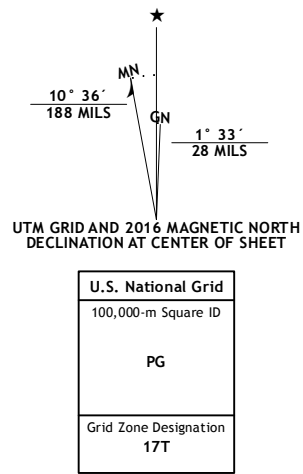 ★
MN
10° 36´
188 MILS
GN
1° 33´
28 MILS
UTM GRID AND 2016 MAGNETIC NORTH
DECLINATION AT CENTER OF SHEET
U.S. National Grid
100,000-m Square ID
PG
Grid Zone Designation
17T